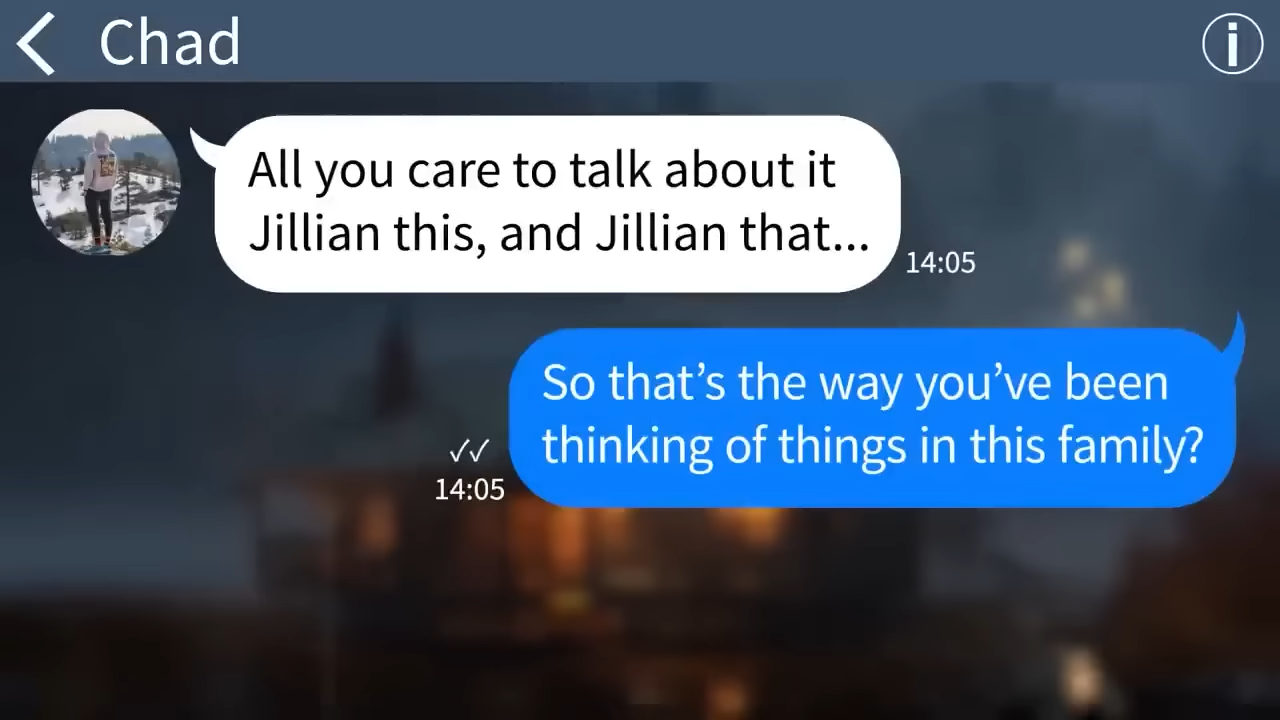 Chad
All you care to talk about it
Jillian this, and Jillian that...
14:05
So that’s the way you’ve been
thinking of things in this family?
14:05